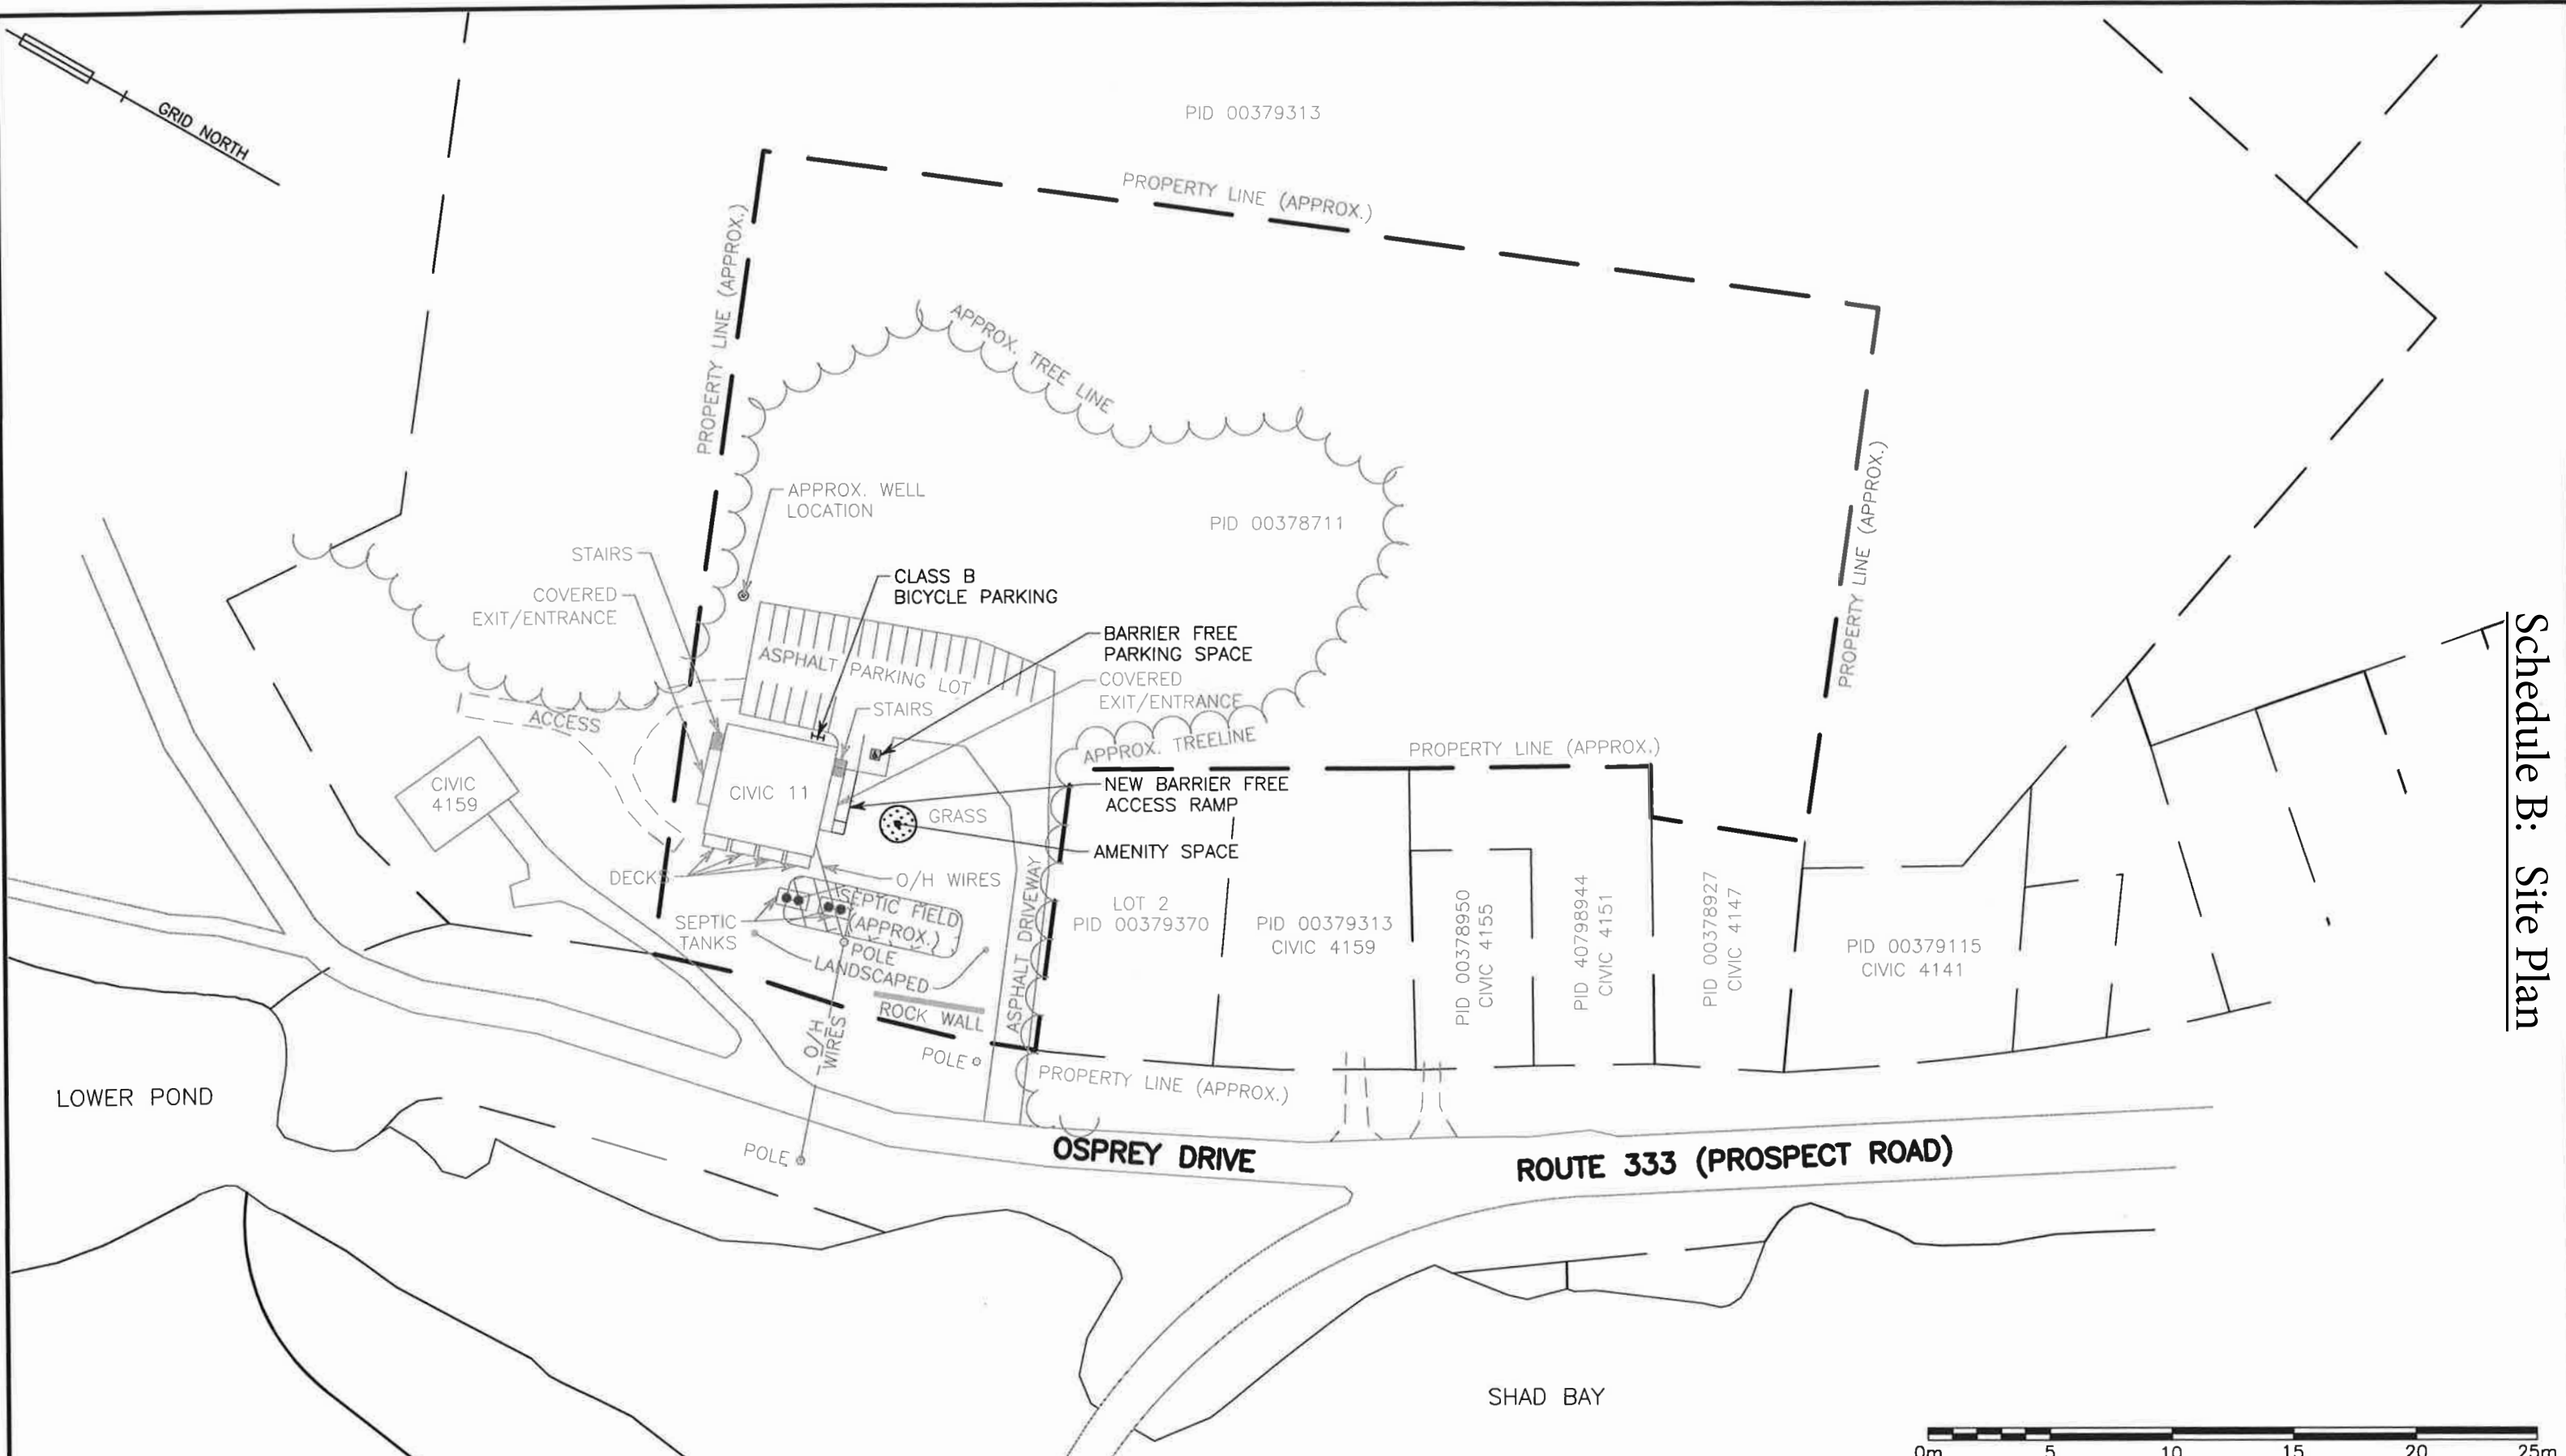 GRID NORTH
PID 00379313
PROPERTY LINE (APPROX.)
PROPERTY LINE (APPROX.)
APPROX. TREE LINE
APPROX. WELL
LOCATION
PID 00378711
PROPERTY LINE (APPROX.)
STAIRS
COVERED
EXIT/ENTRANCE
CLASS B
BICYCLE PARKING
BARRIER FREE
PARKING SPACE
COVERED
EXIT/ENTRANCE
ASPHALT PARKING LOT
STAIRS
ACCESS
APPROX. TREELINE
PROPERTY LINE (APPROX.)
CIVIC
4159
CIVIC 11
NEW BARRIER FREE
ACCESS RAMP
GRASS
AMENITY SPACE
DECKS
O/H WIRES
SEPTIC FIELD
(APPROX.)
SEPTIC
TANKS
POLE
LANDSCAPED
ASPHALT DRIVEWAY
LOT 2
PID 00379370
PID 00379313
CIVIC 4159
PID 00378950
CIVIC 4155
PID 40798944
CIVIC 4151
PID 00378927
CIVIC 4147
PID 00379115
CIVIC 4141
ROCK WALL
O/H
WIRES
POLE
PROPERTY LINE (APPROX.)
LOWER POND
POLE
OSPREY DRIVE
ROUTE 333 (PROSPECT ROAD)
SHAD BAY
0m 5 10 15 20 25m
Schedule B: Site Plan